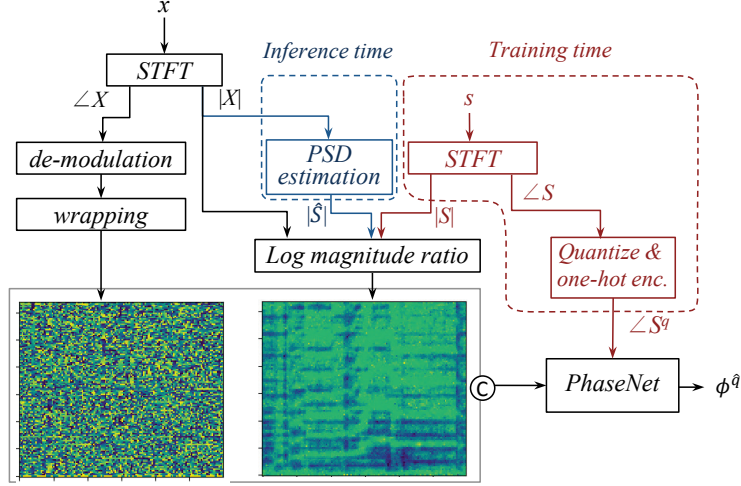 x
Inference time
Training time
STFT
∠X
|X|
s
de-modulation
PSD
estimation
STFT
∠S
wrapping
|Ŝ|
|S|
Log magnitude ratio
Quantize &
one-hot enc.
∠S^q
C
PhaseNet
ϕ^q̂